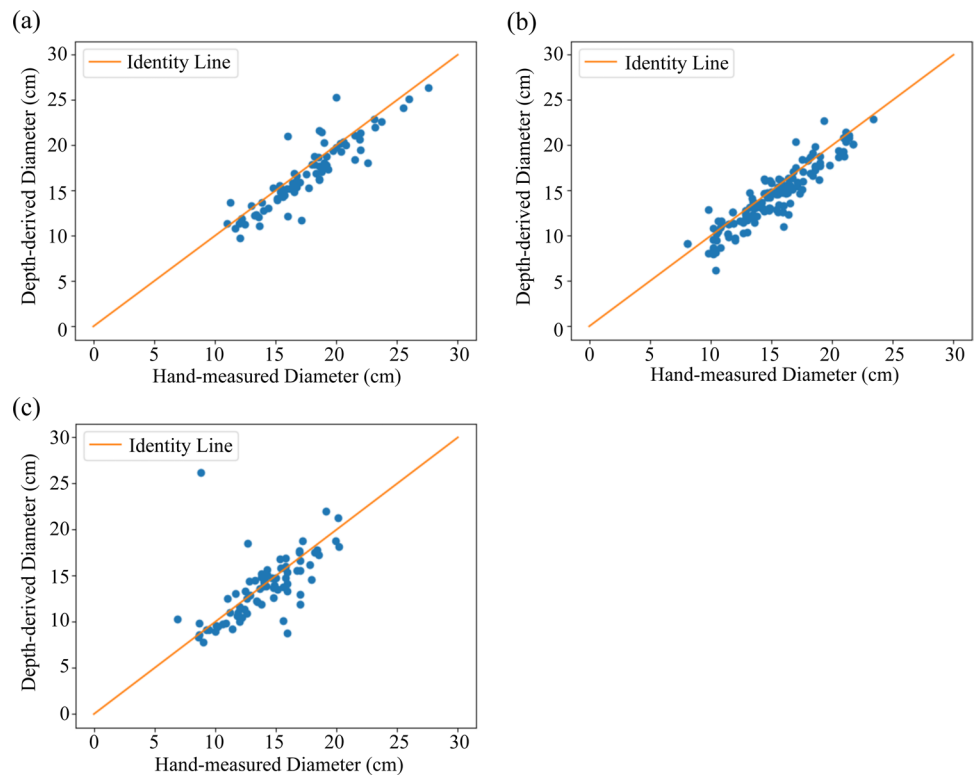 (a)
Identity Line
30
25
20
15
10
5
0
Depth-derived Diameter (cm)
0 5 10 15 20 25 30
Hand-measured Diameter (cm)
(b)
Identity Line
30
25
20
15
10
5
0
Depth-derived Diameter (cm)
0 5 10 15 20 25 30
Hand-measured Diameter (cm)
(c)
Identity Line
30
25
20
15
10
5
0
Depth-derived Diameter (cm)
0 5 10 15 20 25 30
Hand-measured Diameter (cm)